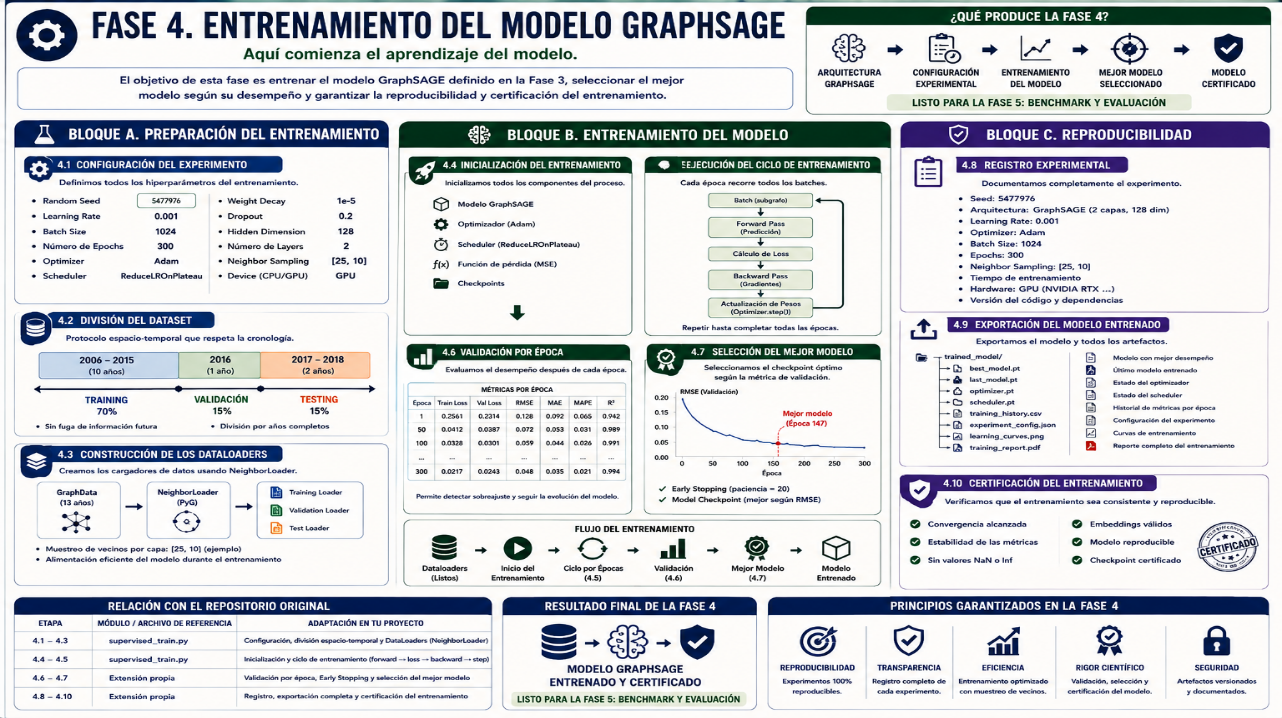 FASE 4. ENTRENAMIENTO DEL MODELO GRAPHSAGE
Aquí comienza el aprendizaje del modelo.
El objetivo de esta fase es entrenar el modelo GraphSAGE definido en la Fase 3, seleccionar el mejor
modelo según su desempeño y garantizar la reproducibilidad y certificación del entrenamiento.
¿QUÉ PRODUCE LA FASE 4?
ARQUITECTURA
GRAPHSAGE
CONFIGURACIÓN
EXPERIMENTAL
ENTRENAMIENTO
DEL MODELO
MEJOR MODELO
SELECCIONADO
MODELO
CERTIFICADO
LISTO PARA LA FASE 5: BENCHMARK Y EVALUACIÓN
BLOQUE A. PREPARACIÓN DEL ENTRENAMIENTO
4.1 CONFIGURACIÓN DEL EXPERIMENTO
Definimos todos los hiperparámetros del entrenamiento.
• Random Seed 5477976
• Learning Rate 0.001
• Batch Size 1024
• Número de Epochs 300
• Optimizer Adam
• Scheduler ReduceLROnPlateau
• Weight Decay 1e-5
• Dropout 0.2
• Hidden Dimension 128
• Número de Layers 2
• Neighbor Sampling [25, 10]
• Device (CPU/GPU) GPU
4.2 DIVISIÓN DEL DATASET
Protocolo espacio-temporal que respeta la cronología.
2006 – 2015
(10 años)
2016
(1 año)
2017 – 2018
(2 años)
TRAINING
70%
VALIDACIÓN
15%
TESTING
15%
• Sin fuga de información futura
• División por años completos
4.3 CONSTRUCCIÓN DE LOS DATALOADERS
Creamos los cargadores de datos usando NeighborLoader.
GraphData
(13 años)
NeighborLoader
(PyG)
Training Loader
Validation Loader
Test Loader
• Muestreo de vecinos por capa: [25, 10] (ejemplo)
• Alimentación eficiente del modelo durante el entrenamiento
BLOQUE B. ENTRENAMIENTO DEL MODELO
4.4 INICIALIZACIÓN DEL ENTRENAMIENTO
Inicializamos todos los componentes del proceso.
Modelo GraphSAGE
Optimizador (Adam)
Scheduler (ReduceLROnPlateau)
f(x) Función de pérdida (MSE)
Checkpoints
EJECUCIÓN DEL CICLO DE ENTRENAMIENTO
Cada época recorre todos los batches.
Batch (subgrafo)
Forward Pass
(Predicción)
Cálculo de Loss
Backward Pass
(Gradientes)
Actualización de Pesos
(Optimizer.step())
Repetir hasta completar todas las épocas.
4.6 VALIDACIÓN POR ÉPOCA
Evaluamos el desempeño después de cada época.
MÉTRICAS POR ÉPOCA
Época Train Loss Val Loss RMSE MAE MAPE R²
1 0.2561 0.2314 0.128 0.092 0.065 0.942
50 0.0412 0.0387 0.072 0.053 0.031 0.989
100 0.0328 0.0301 0.059 0.044 0.026 0.991
... ... ... ... ... ... ...
300 0.0217 0.0243 0.048 0.035 0.021 0.994
Permite detectar sobreajuste y seguir la evolución del modelo.
4.7 SELECCIÓN DEL MEJOR MODELO
Seleccionamos el checkpoint óptimo
según la métrica de validación.
RMSE (Validación)
0.20
0.15
0.10
0.05
0.00
Mejor modelo
(Época 147)
0 50 100 150 200 250 300
Época
Early Stopping (paciencia = 20)
Model Checkpoint (mejor según RMSE)
FLUJO DEL ENTRENAMIENTO
Dataloaders
(Listos)
Inicio del
Entrenamiento
Ciclo por Épocas
(4.5)
Validación
(4.6)
Mejor Modelo
(4.7)
Modelo
Entrenado
BLOQUE C. REPRODUCIBILIDAD
4.8 REGISTRO EXPERIMENTAL
Documentamos completamente el experimento.
• Seed: 5477976
• Arquitectura: GraphSAGE (2 capas, 128 dim)
• Learning Rate: 0.001
• Optimizer: Adam
• Batch Size: 1024
• Epochs: 300
• Neighbor Sampling: [25, 10]
• Tiempo de entrenamiento
• Hardware: GPU (NVIDIA RTX ...)
• Versión del código y dependencias
4.9 EXPORTACIÓN DEL MODELO ENTRENADO
Exportamos el modelo y todos los artefactos.
trained_model/
best_model.pt
last_model.pt
optimizer.pt
scheduler.pt
training_history.csv
experiment_config.json
learning_curves.png
training_report.pdf
Modelo con mejor desempeño
Último modelo entrenado
Estado del optimizador
Estado del scheduler
Historial de métricas por época
Configuración del experimento
Curvas de entrenamiento
Reporte completo del entrenamiento
4.10 CERTIFICACIÓN DEL ENTRENAMIENTO
Verificamos que el entrenamiento sea consistente y reproducible.
Convergencia alcanzada
Estabilidad de las métricas
Sin valores NaN o Inf
Embeddings válidos
Modelo reproducible
Checkpoint certificado
CERTIFICADO
RELACIÓN CON EL REPOSITORIO ORIGINAL
ETAPA MÓDULO / ARCHIVO DE REFERENCIA ADAPTACIÓN EN TU PROYECTO
4.1 – 4.3 supervised_train.py Configuración, división espacio-temporal y DataLoaders (NeighborLoader)
4.4 – 4.5 supervised_train.py Inicialización y ciclo de entrenamiento (forward → loss → backward → step)
4.6 – 4.7 Extensión propia Validación por época, Early Stopping y selección del mejor modelo
4.8 – 4.10 Extensión propia Registro, exportación completa y certificación del entrenamiento
RESULTADO FINAL DE LA FASE 4
MODELO GRAPHSAGE
ENTRENADO Y CERTIFICADO
LISTO PARA LA FASE 5: BENCHMARK Y EVALUACIÓN
PRINCIPIOS GARANTIZADOS EN LA FASE 4
REPRODUCIBILIDAD
Experimentos 100%
reproducibles.
TRANSPARENCIA
Registro completo de
cada experimento.
EFICIENCIA
Entrenamiento optimizado
con muestreo de vecinos.
RIGOR CIENTÍFICO
Validación, selección y
certificación del modelo.
SEGURIDAD
Artefactos versionados
y documentados.